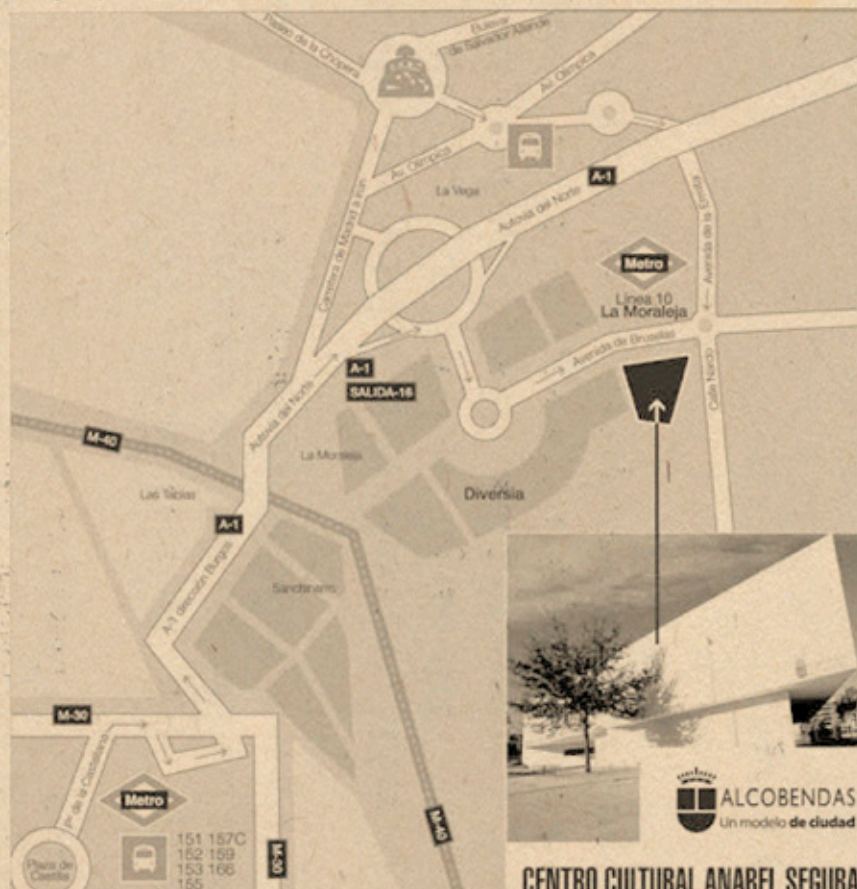 Paseo de la Chopera
Bulevar
de Salvador Allende
Av. Olímpica
Av. Olímpica
La Vega
A-1
Autovía del Norte
Carretera de Madrid a Irún
Avenida de la Ermita
Metro
Línea 10
La Moraleja
Avenida de Bruselas
Calle Nardo
A-1
SALIDA-16
Autovía del Norte
M-40
La Moraleja
Las Tablas
Diversia
A-1
A-1 dirección Burgos
Sanchinarro
M-30
Pº de la Castellana
Metro
151 157C
152 159
153 166
155
Plaza de
Castilla
M-30
M-40
ALCOBENDAS
Un modelo de ciudad
CENTRO CULTURAL ANABEL SEGURA